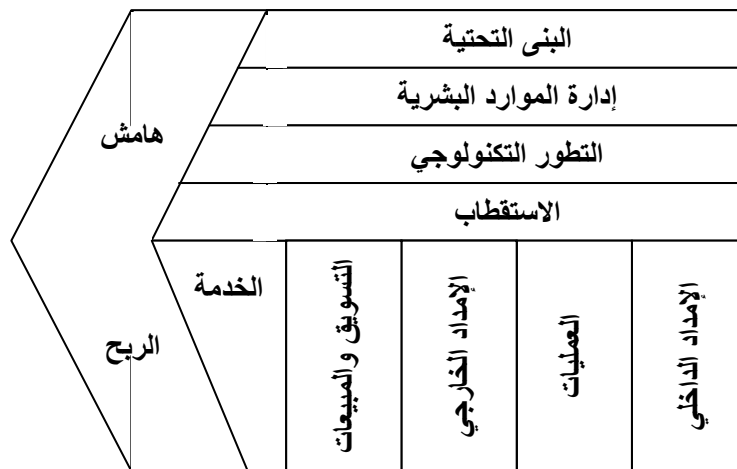 البنى التحتية
إدارة الموارد البشرية
التطور التكنولوجي
الاستقطاب
الإمداد الداخلي
العمليات
الإمداد الخارجي
التسويق والمبيعات
الخدمة
هامش
الربح